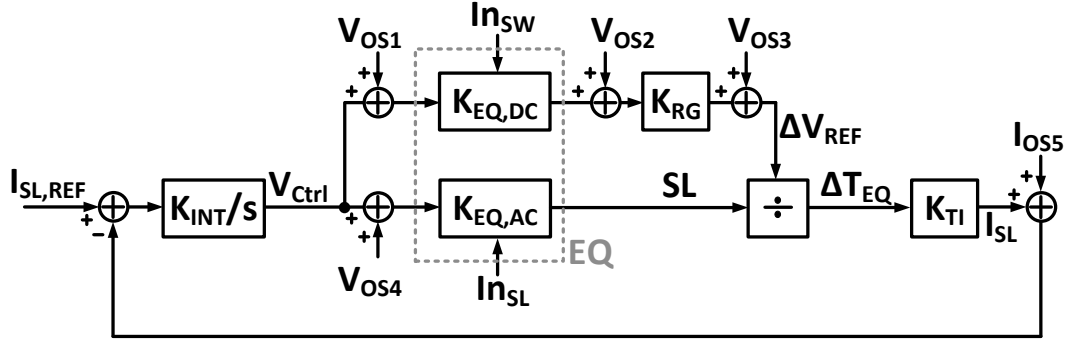 In_SW
V_OS1
V_OS2
V_OS3
+
+
+
+
+
+
K_EQ,DC
K_RG
ΔV_REF
I_OS5
I_SL,REF
V_Ctrl
SL
ΔT_EQ
+
+
+
−
K_INT/s
+
+
K_EQ,AC
÷
K_TI
I_SL
EQ
V_OS4
In_SL